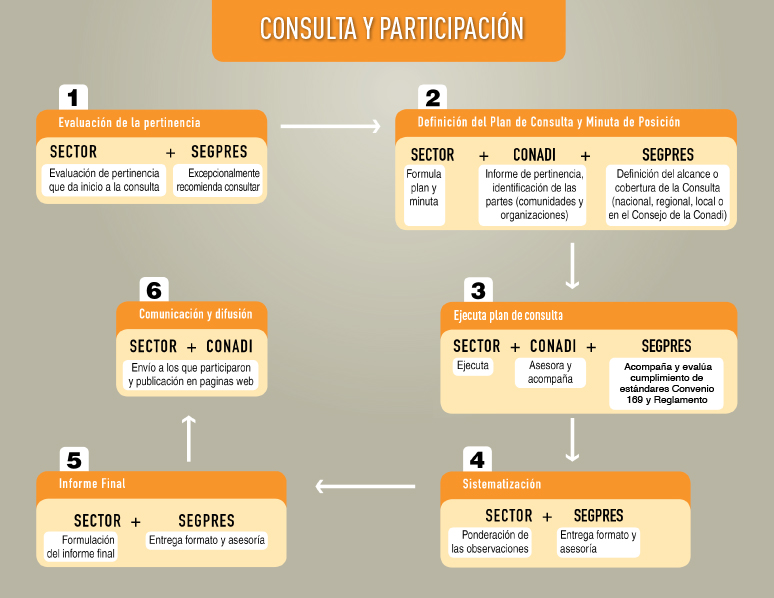 CONSULTA Y PARTICIPACIÓN
1
Evaluación de la pertinencia
SECTOR + SEGPRES
Evaluación de pertinencia
que da inicio a la consulta
Excepcionalmente
recomienda consultar
2
Definición del Plan de Consulta y Minuta de Posición
SECTOR + CONADI + SEGPRES
Formula
plan y
minuta
Informe de pertinencia,
identificación de las
partes (comunidades y
organizaciones)
Definición del alcance o
cobertura de la Consulta
(nacional, regional, local o
en el Consejo de la Conadi)
3
Ejecuta plan de consulta
SECTOR + CONADI + SEGPRES
Ejecuta
Asesora y
acompaña
Acompaña y evalúa
cumplimiento de
estándares Convenio
169 y Reglamento
4
Sistematización
SECTOR + SEGPRES
Ponderación de
las observaciones
Entrega formato y
asesoría
5
Informe Final
SECTOR + SEGPRES
Formulación
del informe final
Entrega formato y asesoría
6
Comunicación y difusión
SECTOR + CONADI
Envío a los que participaron
y publicación en paginas web